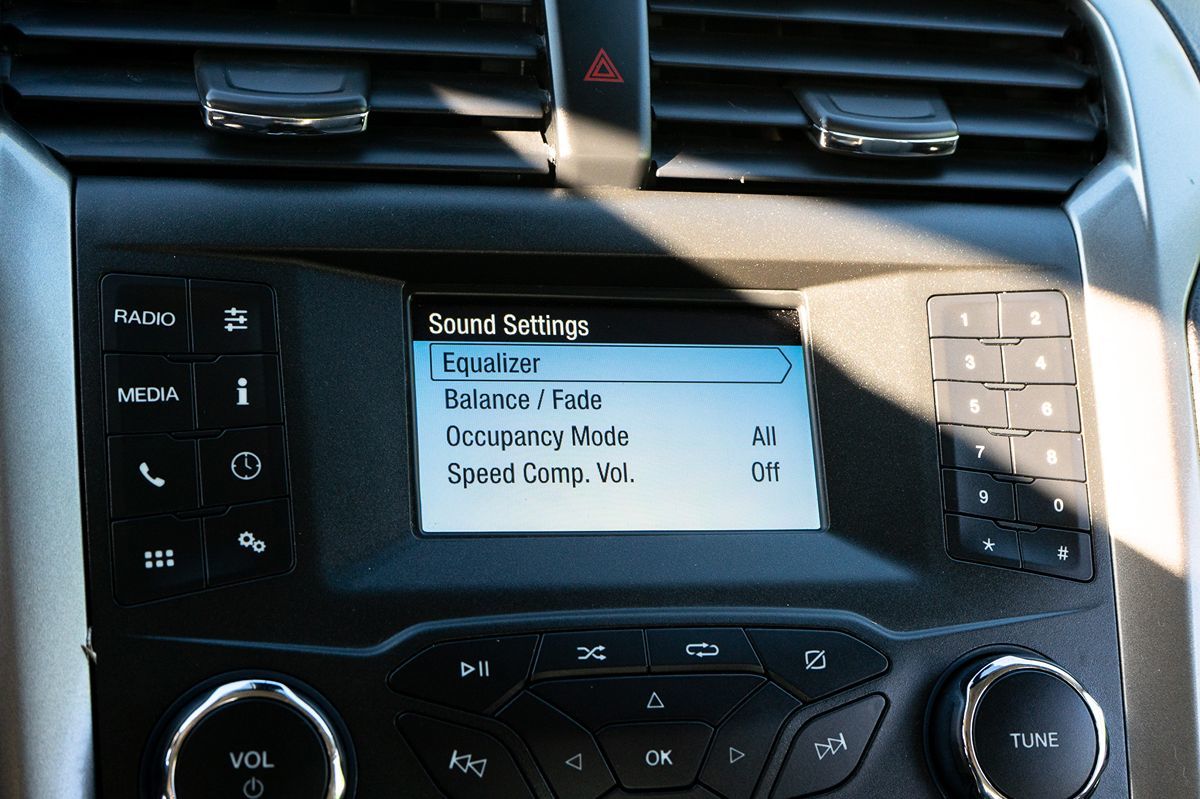 Sound Settings
Equalizer
Balance / Fade
Occupancy Mode All
Speed Comp. Vol. Off
RADIO
MEDIA
i
1 2
3 4
5 6
7 8
9 0
* #
VOL
OK
TUNE